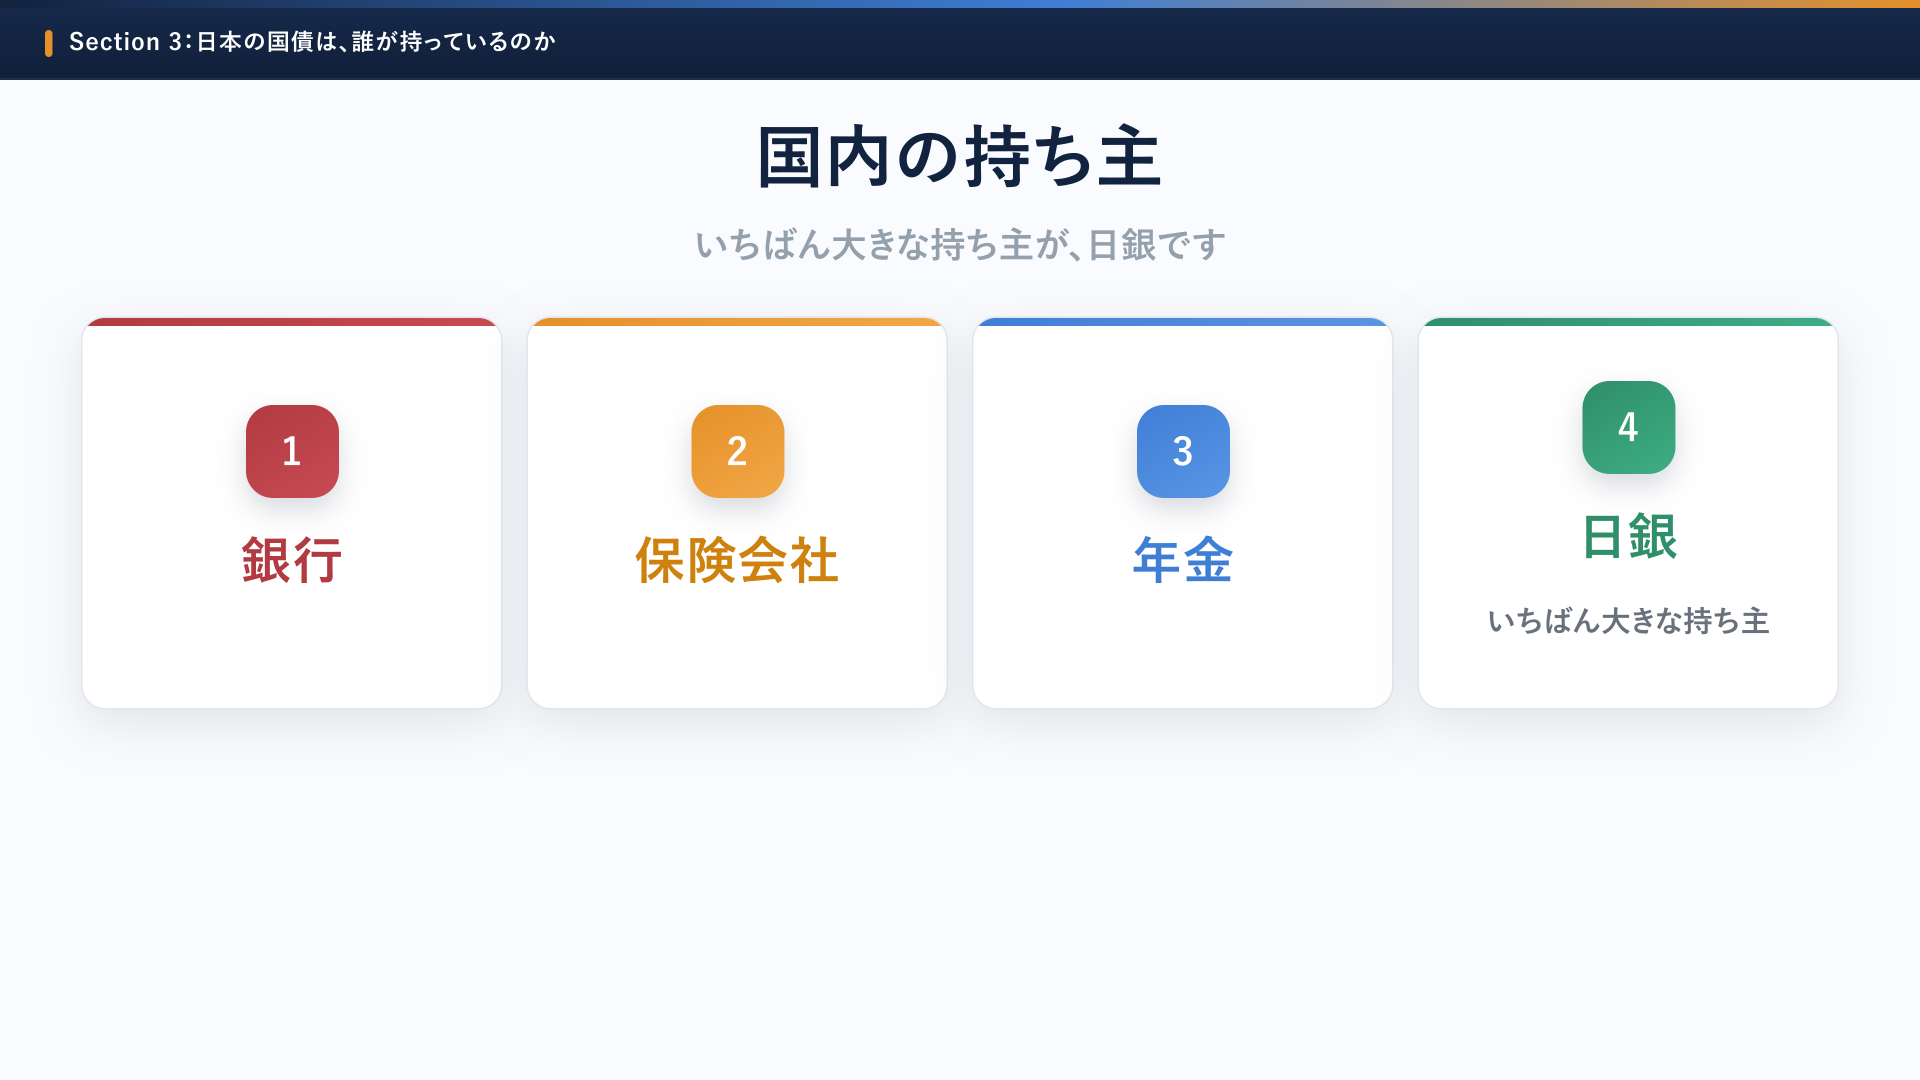 Section 3：日本の国債は、誰が持っているのか
国内の持ち主
いちばん大きな持ち主が、日銀です
1
銀行
2
保険会社
3
年金
4
日銀
いちばん大きな持ち主